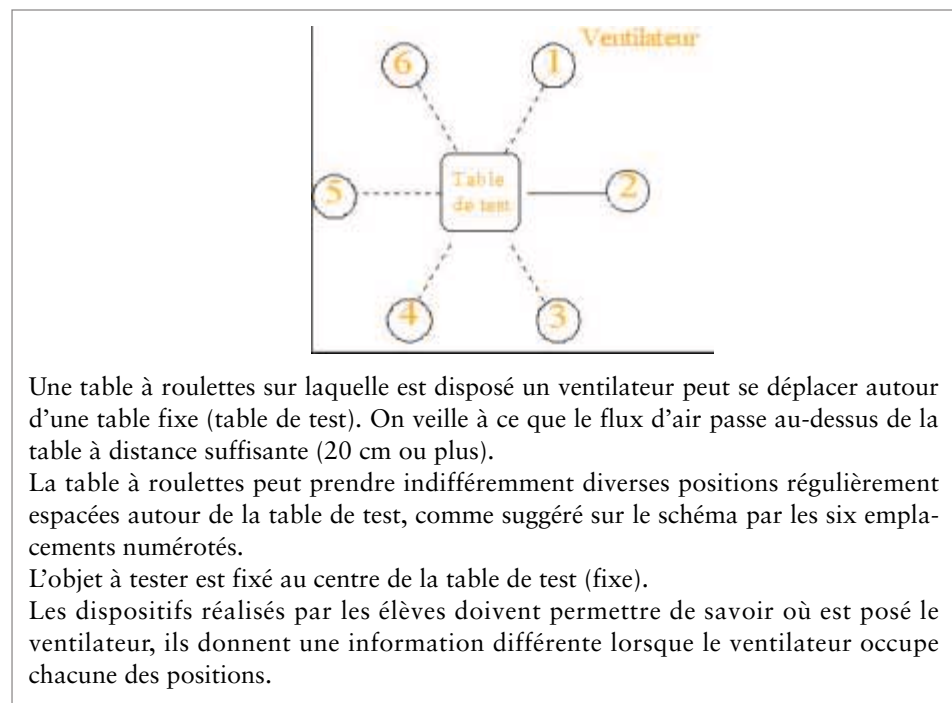 Ventilateur
6
1
Table
de test
5
2
4
3
Une table à roulettes sur laquelle est disposé un ventilateur peut se déplacer autour
d'une table fixe (table de test). On veille à ce que le flux d'air passe au-dessus de la
table à distance suffisante (20 cm ou plus).
La table à roulettes peut prendre indifféremment diverses positions régulièrement
espacées autour de la table de test, comme suggéré sur le schéma par les six empla-
cements numérotés.
L'objet à tester est fixé au centre de la table de test (fixe).
Les dispositifs réalisés par les élèves doivent permettre de savoir où est posé le
ventilateur, ils donnent une information différente lorsque le ventilateur occupe
chacune des positions.